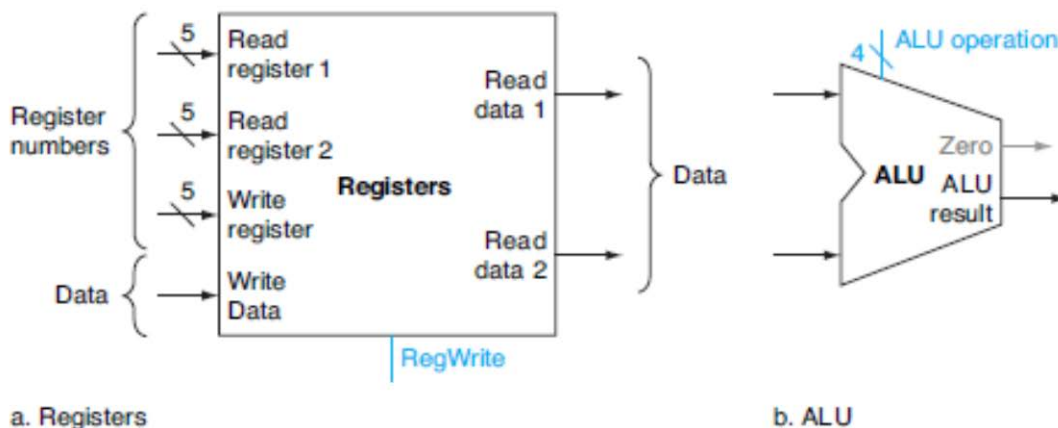 5
Read
register 1
5
Read
register 2
5
Write
register
Write
Data
Register
numbers
Data
Registers
Read
data 1
Read
data 2
Data
RegWrite
4
ALU operation
Zero
ALU
ALU
result
a. Registers
b. ALU